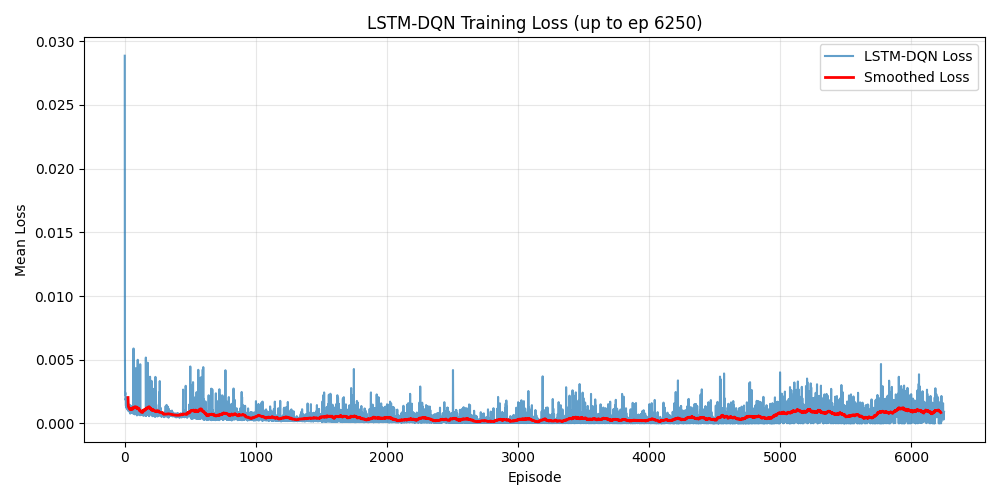 LSTM-DQN Training Loss (up to ep 6250)
LSTM-DQN Loss
Smoothed Loss
Mean Loss
0.030
0.025
0.020
0.015
0.010
0.005
0.000
0 1000 2000 3000 4000 5000 6000
Episode